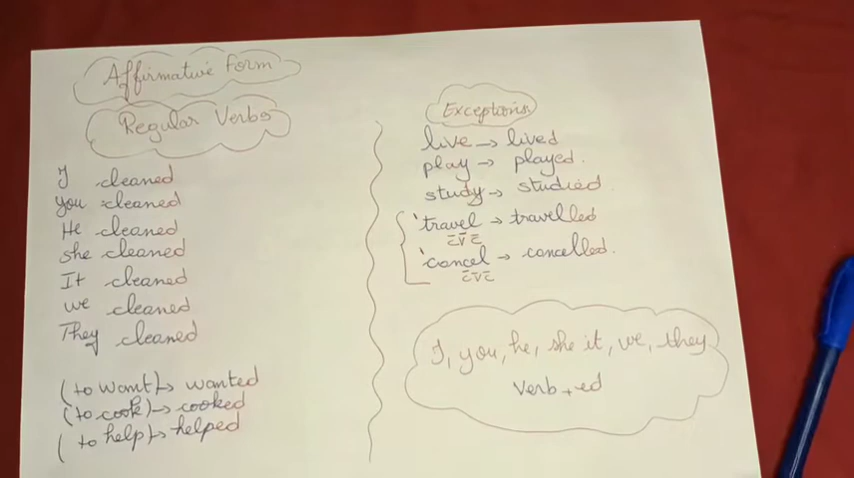 Affirmative form
Regular Verbs
I cleaned
you cleaned
He cleaned
she cleaned
It cleaned
we cleaned
They cleaned
(to want) → wanted
(to cook) → cooked
(to help) → helped
Exceptions
live → lived
play → played.
study → studied.
'travel → travelled
c v c
'cancel → cancelled.
c v c
I, you, he, she it, we, they
Verb + ed